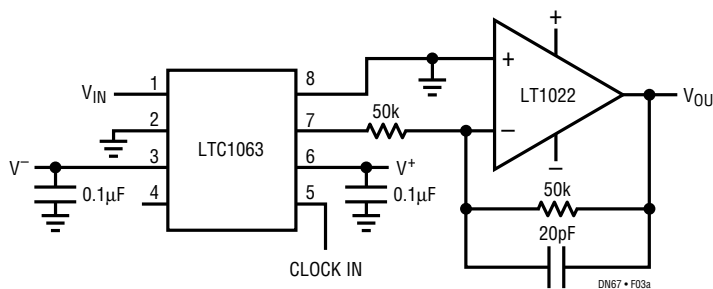 VIN
1
2
3
4
LTC1063
8
7
6
5
50k
+
−
LT1022
+
−
VOU
V−
0.1µF
V+
0.1µF
CLOCK IN
50k
20pF
DN67 • F03a